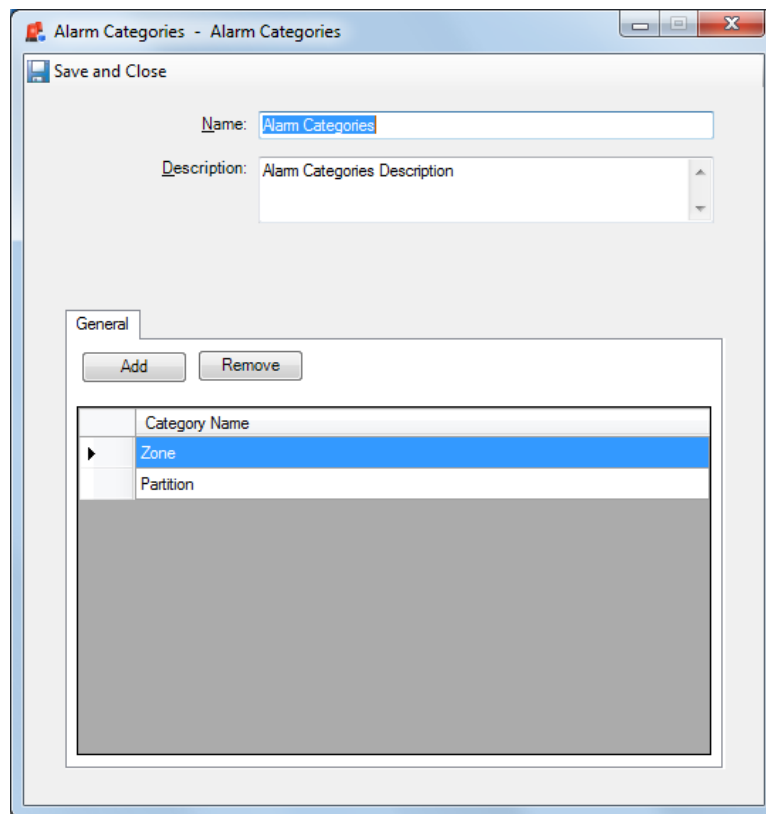 Alarm Categories - Alarm Categories
Save and Close
Name: Alarm Categories
Description: Alarm Categories Description
General
Add Remove
Category Name
Zone
Partition